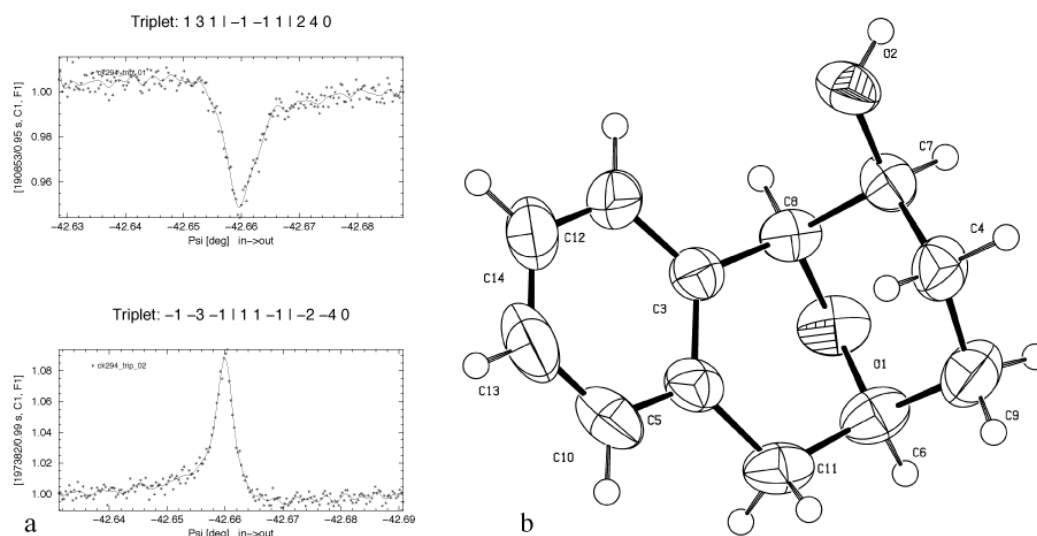 Triplet: 1 3 1 | −1 −1 1 | 2 4 0
ck294_trip_01
[190853/0.95 s, C1, F1]
1.00
0.98
0.96
−42.63 −42.64 −42.65 −42.66 −42.67 −42.68
Psi [deg] in->out
Triplet: −1 −3 −1 | 1 1 −1 | −2 −4 0
ck294_trip_02
[197382/0.99 s, C1, F1]
1.08
1.06
1.04
1.02
1.00
−42.64 −42.65 −42.66 −42.67 −42.68 −42.69
Psi [deg] in->out
a
O2
C7
C8
C4
C12
C14
C3
O1
C13
C5
C9
C10
C11
C6
b